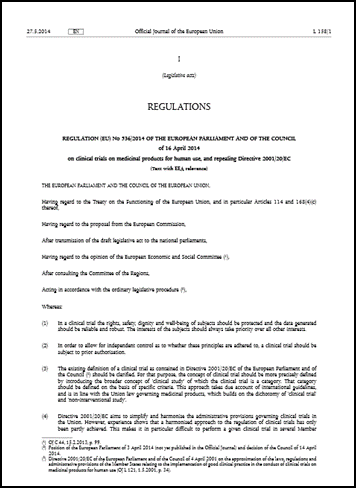 27.5.2014 EN Official Journal of the European Union L 158/1
I
(Legislative acts)
REGULATIONS
REGULATION (EU) No 536/2014 OF THE EUROPEAN PARLIAMENT AND OF THE COUNCIL
of 16 April 2014
on clinical trials on medicinal products for human use, and repealing Directive 2001/20/EC
(Text with EEA relevance)
THE EUROPEAN PARLIAMENT AND THE COUNCIL OF THE EUROPEAN UNION,
Having regard to the Treaty on the Functioning of the European Union, and in particular Articles 114 and 168(4)(c)
thereof,
Having regard to the proposal from the European Commission,
After transmission of the draft legislative act to the national parliaments,
Having regard to the opinion of the European Economic and Social Committee (¹),
After consulting the Committee of the Regions,
Acting in accordance with the ordinary legislative procedure (²),
Whereas:
(1) In a clinical trial the rights, safety, dignity and well-being of subjects should be protected and the data generated
should be reliable and robust. The interests of the subjects should always take priority over all other interests.
(2) In order to allow for independent control as to whether these principles are adhered to, a clinical trial should be
subject to prior authorisation.
(3) The existing definition of a clinical trial as contained in Directive 2001/20/EC of the European Parliament and of
the Council (³) should be clarified. For that purpose, the concept of clinical trial should be more precisely defined
by introducing the broader concept of 'clinical study' of which the clinical trial is a category. That category
should be defined on the basis of specific criteria. This approach takes due account of international guidelines,
and is in line with the Union law governing medicinal products, which builds on the dichotomy of 'clinical trial'
and 'non-interventional study'.
(4) Directive 2001/20/EC aims to simplify and harmonise the administrative provisions governing clinical trials in
the Union. However, experience shows that a harmonised approach to the regulation of clinical trials has only
been partly achieved. This makes it in particular difficult to perform a given clinical trial in several Member
(¹) OJ C 44, 15.2.2013, p. 99.
(²) Position of the European Parliament of 3 April 2014 (not yet published in the Official Journal) and decision of the Council of 14 April
2014.
(³) Directive 2001/20/EC of the European Parliament and of the Council of 4 April 2001 on the approximation of the laws, regulations and
administrative provisions of the Member States relating to the implementation of good clinical practice in the conduct of clinical trials on
medicinal products for human use (OJ L 121, 1.5.2001, p. 34).